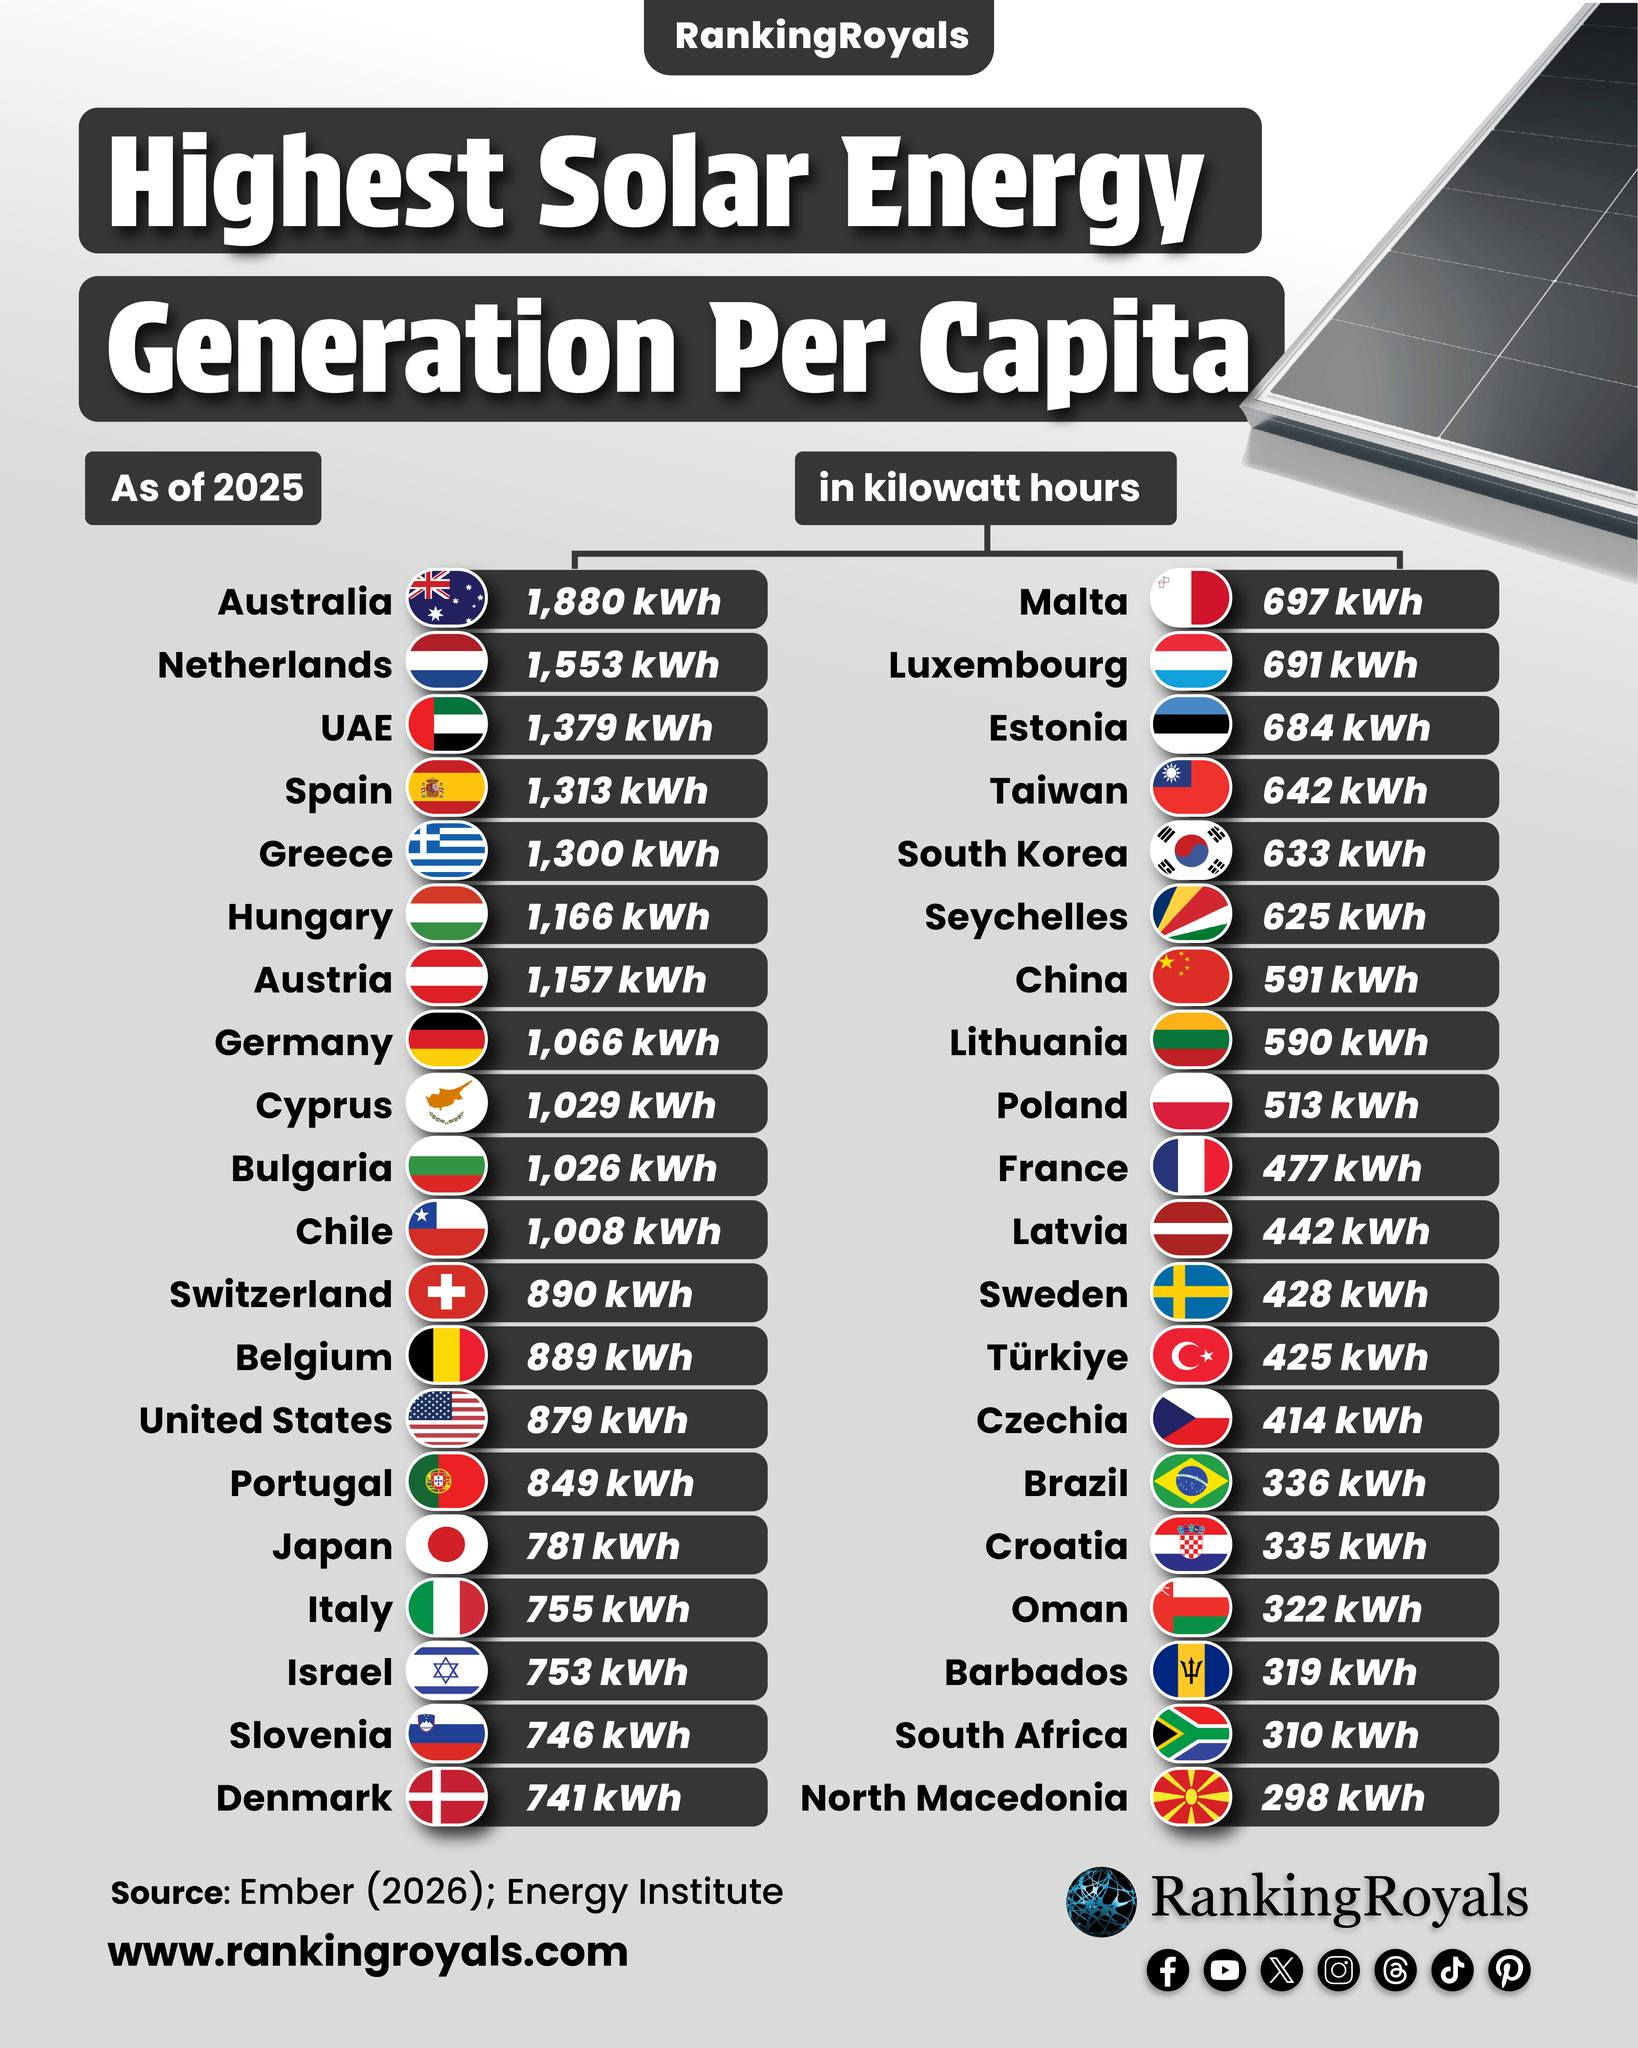 RankingRoyals
Highest Solar Energy
Generation Per Capita
As of 2025
in kilowatt hours
Australia 1,880 kWh
Netherlands 1,553 kWh
UAE 1,379 kWh
Spain 1,313 kWh
Greece 1,300 kWh
Hungary 1,166 kWh
Austria 1,157 kWh
Germany 1,066 kWh
Cyprus 1,029 kWh
Bulgaria 1,026 kWh
Chile 1,008 kWh
Switzerland 890 kWh
Belgium 889 kWh
United States 879 kWh
Portugal 849 kWh
Japan 781 kWh
Italy 755 kWh
Israel 753 kWh
Slovenia 746 kWh
Denmark 741 kWh
Malta 697 kWh
Luxembourg 691 kWh
Estonia 684 kWh
Taiwan 642 kWh
South Korea 633 kWh
Seychelles 625 kWh
China 591 kWh
Lithuania 590 kWh
Poland 513 kWh
France 477 kWh
Latvia 442 kWh
Sweden 428 kWh
Türkiye 425 kWh
Czechia 414 kWh
Brazil 336 kWh
Croatia 335 kWh
Oman 322 kWh
Barbados 319 kWh
South Africa 310 kWh
North Macedonia 298 kWh
Source: Ember (2026); Energy Institute
www.rankingroyals.com
RankingRoyals